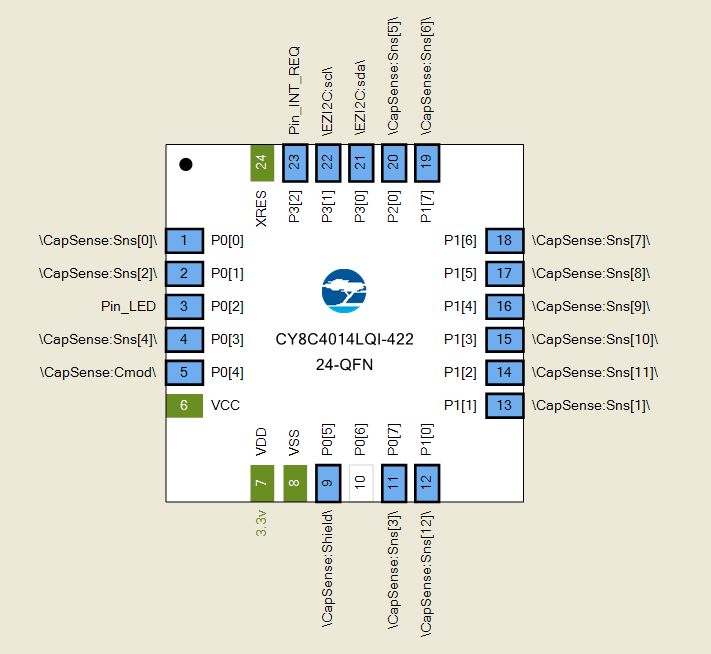 Pin_INT_REQ
\EZI2C:scl\
\EZI2C:sda\
\CapSense:Sns[5]\
\CapSense:Sns[6]\
24
23
22
21
20
19
XRES
P3[2]
P3[1]
P3[0]
P2[0]
P1[7]
\CapSense:Sns[0]\ 1 P0[0]
\CapSense:Sns[2]\ 2 P0[1]
Pin_LED 3 P0[2]
\CapSense:Sns[4]\ 4 P0[3]
\CapSense:Cmod\ 5 P0[4]
6 VCC
P1[6] 18 \CapSense:Sns[7]\
P1[5] 17 \CapSense:Sns[8]\
P1[4] 16 \CapSense:Sns[9]\
P1[3] 15 \CapSense:Sns[10]\
P1[2] 14 \CapSense:Sns[11]\
P1[1] 13 \CapSense:Sns[1]\
CY8C4014LQI-422
24-QFN
VDD
VSS
P0[5]
P0[6]
P0[7]
P1[0]
7
8
9
10
11
12
3.3v
\CapSense:Shield\
\CapSense:Sns[3]\
\CapSense:Sns[12]\